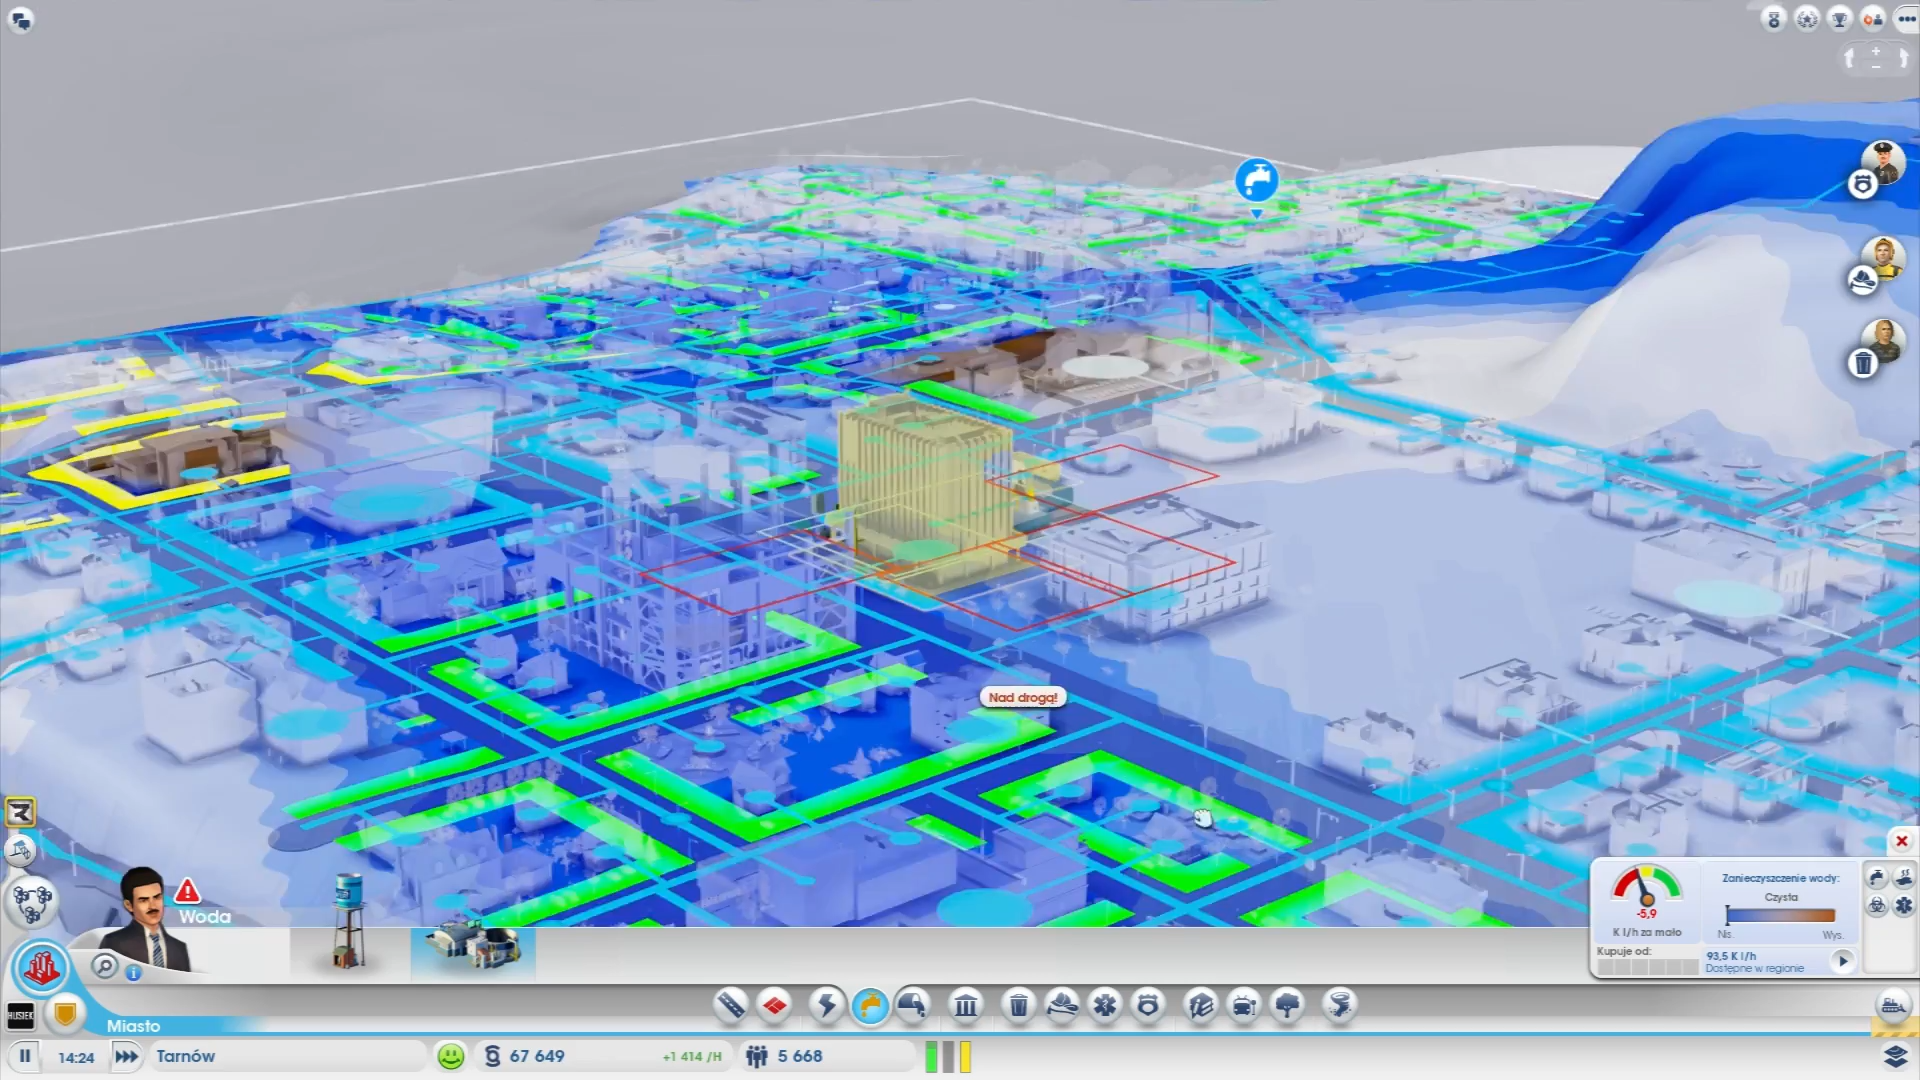 Nad drogą!
Woda
-5,9
K l/h za mało
Zanieczyszczenie wody:
Czysta
Nis.
Wys.
Kupuje od:
93,5 K l/h
Dostępne w regionie
HUSIEK
Miasto
14:24
Tarnów
67 649
+1 414 /H
5 668